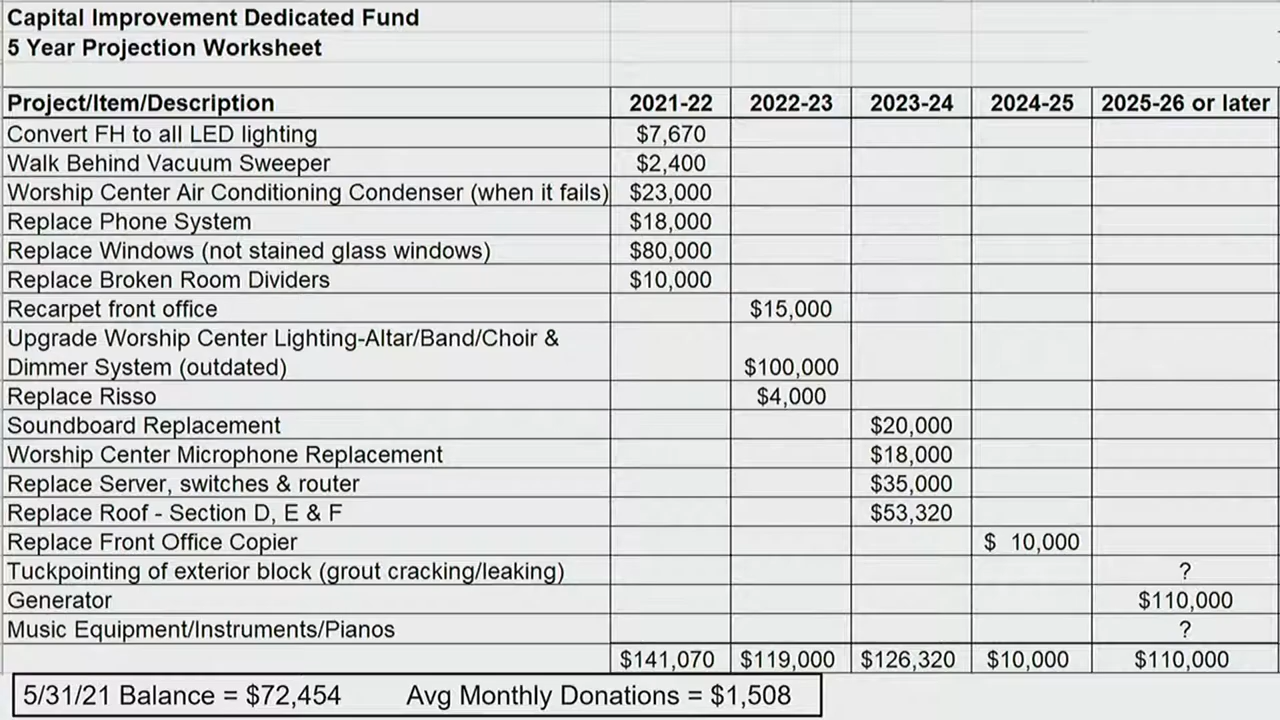 Capital Improvement Dedicated Fund
5 Year Projection Worksheet
Project/Item/Description 2021-22 2022-23 2023-24 2024-25 2025-26 or later
Convert FH to all LED lighting $7,670
Walk Behind Vacuum Sweeper $2,400
Worship Center Air Conditioning Condenser (when it fails) $23,000
Replace Phone System $18,000
Replace Windows (not stained glass windows) $80,000
Replace Broken Room Dividers $10,000
Recarpet front office $15,000
Upgrade Worship Center Lighting-Altar/Band/Choir &
Dimmer System (outdated) $100,000
Replace Risso $4,000
Soundboard Replacement $20,000
Worship Center Microphone Replacement $18,000
Replace Server, switches & router $35,000
Replace Roof - Section D, E & F $53,320
Replace Front Office Copier $ 10,000
Tuckpointing of exterior block (grout cracking/leaking) ?
Generator $110,000
Music Equipment/Instruments/Pianos ?
$141,070 $119,000 $126,320 $10,000 $110,000
5/31/21 Balance = $72,454 Avg Monthly Donations = $1,508